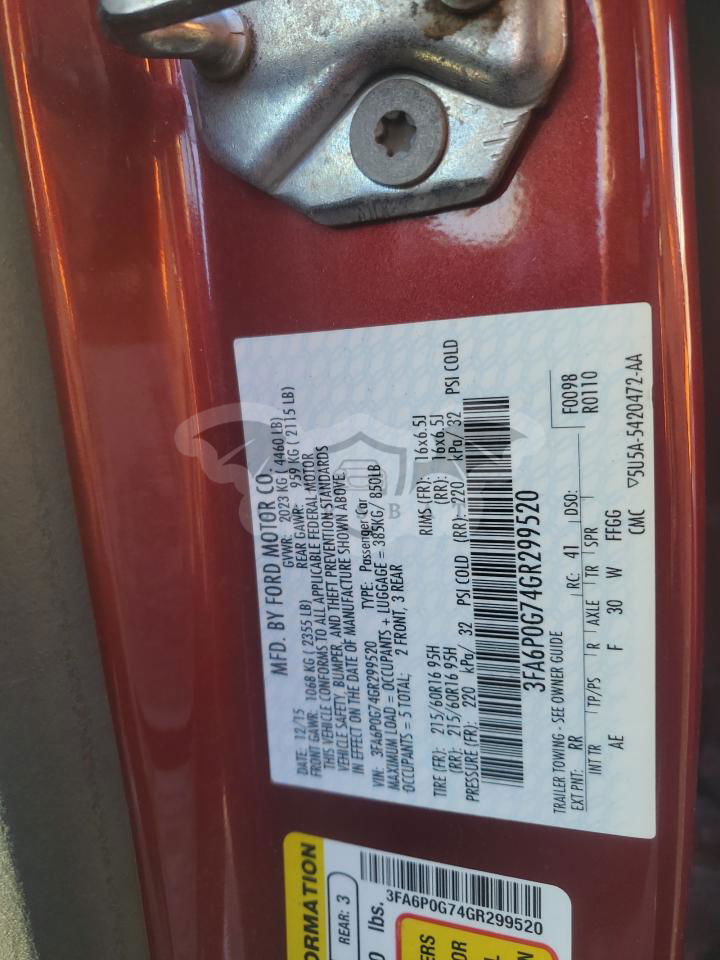 MFD. BY FORD MOTOR CO.
DATE: 12/15 GVWR: 2023 KG ( 4460 LB)
FRONT GAWR: 1068 KG ( 2355 LB) REAR GAWR: 959 KG ( 2115 LB)
THIS VEHICLE CONFORMS TO ALL APPLICABLE FEDERAL MOTOR
VEHICLE SAFETY, BUMPER, AND THEFT PREVENTION STANDARDS
IN EFFECT ON THE DATE OF MANUFACTURE SHOWN ABOVE.
VIN: 3FA6P0G74GR299520 TYPE: Passenger Car
MAXIMUM LOAD = OCCUPANTS + LUGGAGE = 385KG/ 850LB
OCCUPANTS = 5 TOTAL; 2 FRONT, 3 REAR
TIRE (FR): 215/60R16 95H RIMS (FR): 16x6.5J
(RR): 215/60R16 95H (RR): 16x6.5J
PRESSURE (FR): 220 kPa/ 32 PSI COLD (RR): 220 kPa/ 32 PSI COLD
3FA6P0G74GR299520
TRAILER TOWING - SEE OWNER GUIDE F0098
EXT PNT: RR RC: 41 DSO: R0110
INT TR TP/PS R AXLE TR SPR
AE F 30 W FFGG
CMC ▽5U5A-5420472-AA
ORMATION
REAR: 3
lbs.
3FA6P0G74GR299520